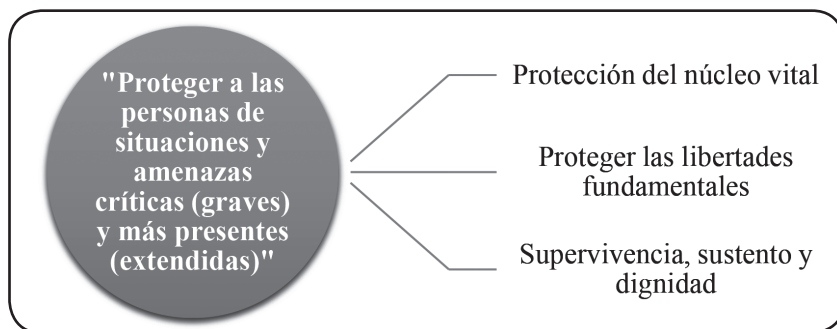 "Proteger a las
personas de
situaciones y
amenazas
críticas (graves)
y más presentes
(extendidas)"
Protección del núcleo vital
Proteger las libertades
fundamentales
Supervivencia, sustento y
dignidad